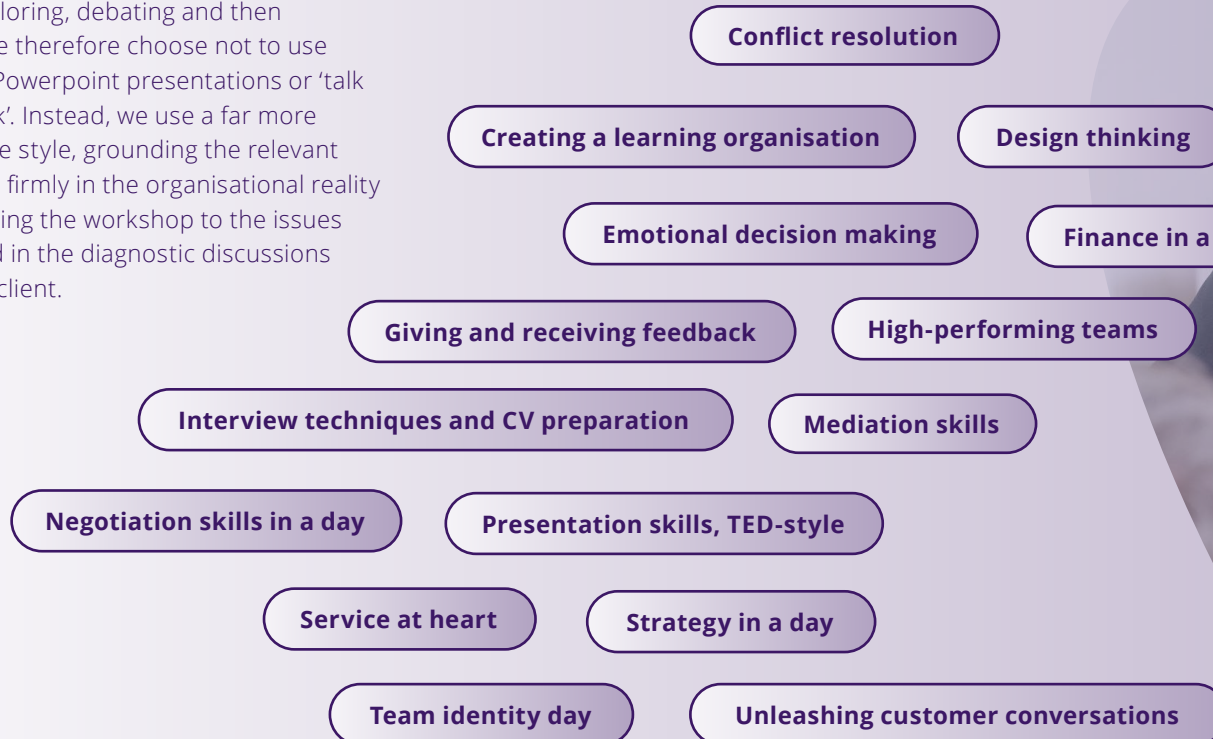 loring, debating and then
e therefore choose not to use
Powerpoint presentations or ‘talk
k’. Instead, we use a far more
e style, grounding the relevant
firmly in the organisational reality
ing the workshop to the issues
d in the diagnostic discussions
client.
Conflict resolution
Creating a learning organisation
Design thinking
Emotional decision making
Finance in a
Giving and receiving feedback
High-performing teams
Interview techniques and CV preparation
Mediation skills
Negotiation skills in a day
Presentation skills, TED-style
Service at heart
Strategy in a day
Team identity day
Unleashing customer conversations